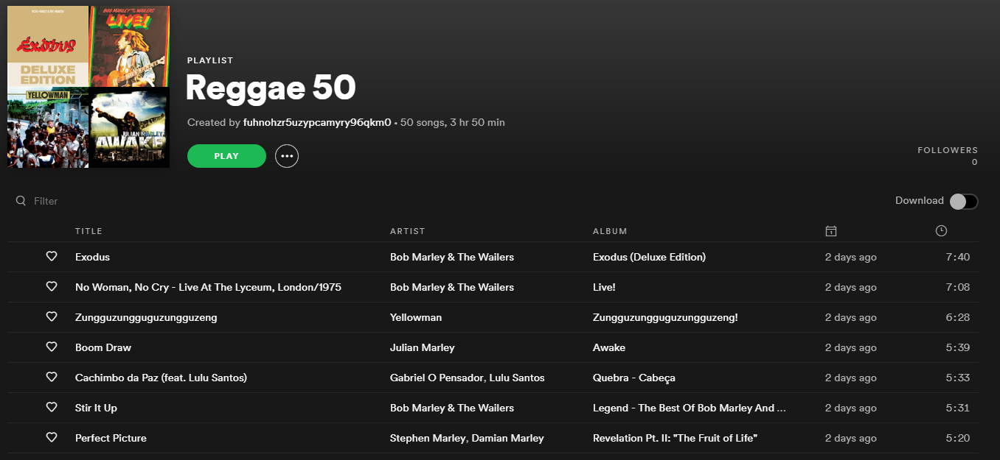 BOB MARLEY & THE WAILERS
Exodus
DELUXE
EDITION
BOB MARLEY AND THE WAILERS
LIVE!
YELLOWMAN
JULIAN MARLEY
AWAKE
PLAYLIST
Reggae 50
Created by fuhnohzr5uzypcamyry96qkm0 • 50 songs, 3 hr 50 min
PLAY
FOLLOWERS
0
Filter
Download
TITLE ARTIST ALBUM
Exodus Bob Marley & The Wailers Exodus (Deluxe Edition) 2 days ago 7:40
No Woman, No Cry - Live At The Lyceum, London/1975 Bob Marley & The Wailers Live! 2 days ago 7:08
Zungguzungguguzungguzeng Yellowman Zungguzungguguzungguzeng! 2 days ago 6:28
Boom Draw Julian Marley Awake 2 days ago 5:39
Cachimbo da Paz (feat. Lulu Santos) Gabriel O Pensador, Lulu Santos Quebra - Cabeça 2 days ago 5:33
Stir It Up Bob Marley & The Wailers Legend - The Best Of Bob Marley And ... 2 days ago 5:31
Perfect Picture Stephen Marley, Damian Marley Revelation Pt. II: "The Fruit of Life" 2 days ago 5:20